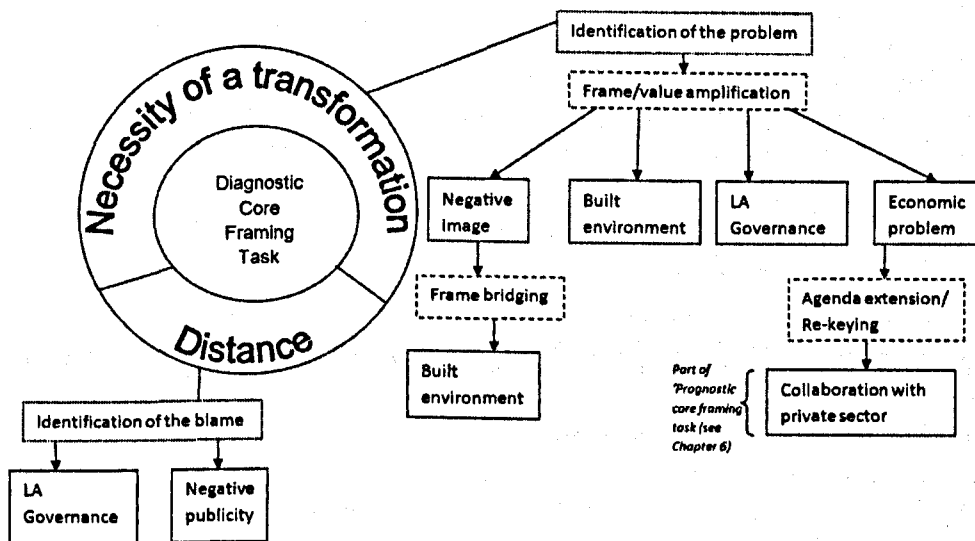 Necessity of a transformation
Diagnostic
Core
Framing
Task
Distance
Identification of the problem
Frame/value amplification
Negative
image
Built
environment
LA
Governance
Economic
problem
Frame bridging
Built
environment
Agenda extension/
Re-keying
Part of
"Prognostic
core framing
task (see
Chapter 6)
Collaboration with
private sector
Identification of the blame
LA
Governance
Negative
publicity